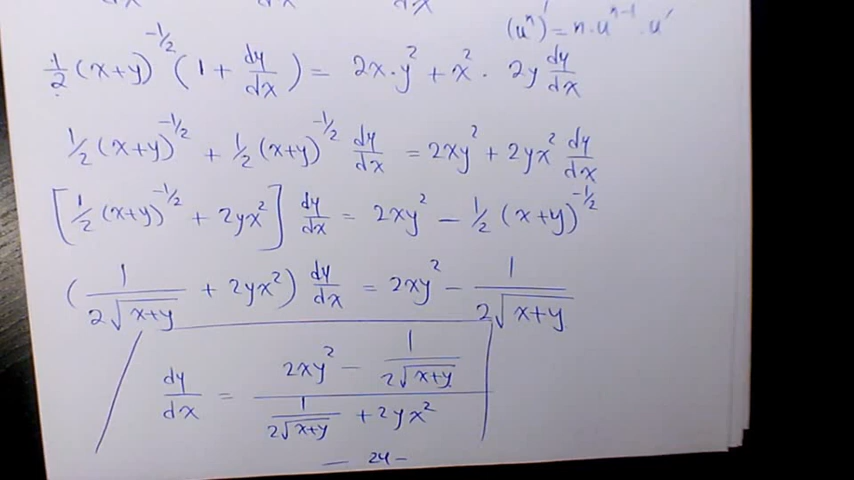 (uⁿ)' = n·uⁿ⁻¹·u'
½(x+y)^(-1/2) (1 + dy/dx) = 2x·y² + x²·2y dy/dx
½(x+y)^(-1/2) + ½(x+y)^(-1/2) dy/dx = 2xy² + 2yx² dy/dx
[½(x+y)^(-1/2) + 2yx²] dy/dx = 2xy² - ½(x+y)^(-1/2)
(1/(2√(x+y)) + 2yx²) dy/dx = 2xy² - 1/(2√(x+y))
dy/dx = (2xy² - 1/(2√(x+y))) / (1/(2√(x+y)) + 2yx²)
- 24 -